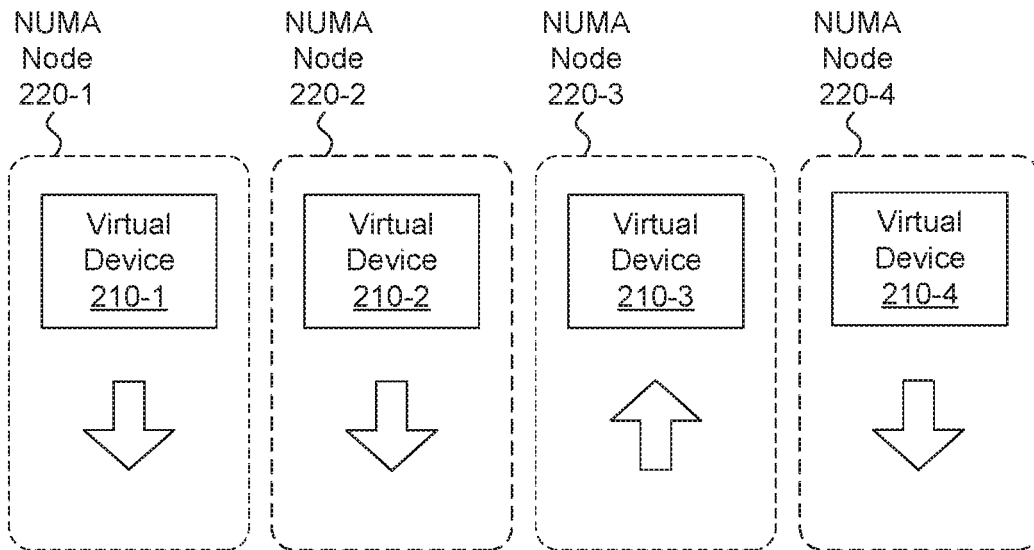 NUMA
Node
220-1
NUMA
Node
220-2
NUMA
Node
220-3
NUMA
Node
220-4
Virtual
Device
210-1
Virtual
Device
210-2
Virtual
Device
210-3
Virtual
Device
210-4